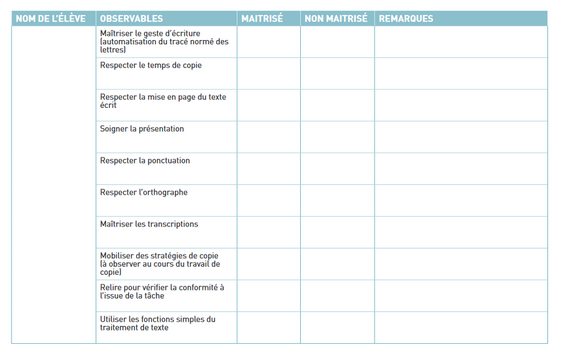 NOM DE L'ÉLÈVE OBSERVABLES MAITRISÉ NON MAITRISÉ REMARQUES
Maîtriser le geste d'écriture
(automatisation du tracé normé des
lettres)
Respecter le temps de copie
Respecter la mise en page du texte
écrit
Soigner la présentation
Respecter la ponctuation
Respecter l'orthographe
Maîtriser les transcriptions
Mobiliser des stratégies de copie
(à observer au cours du travail de
copie)
Relire pour vérifier la conformité à
l'issue de la tâche
Utiliser les fonctions simples du
traitement de texte